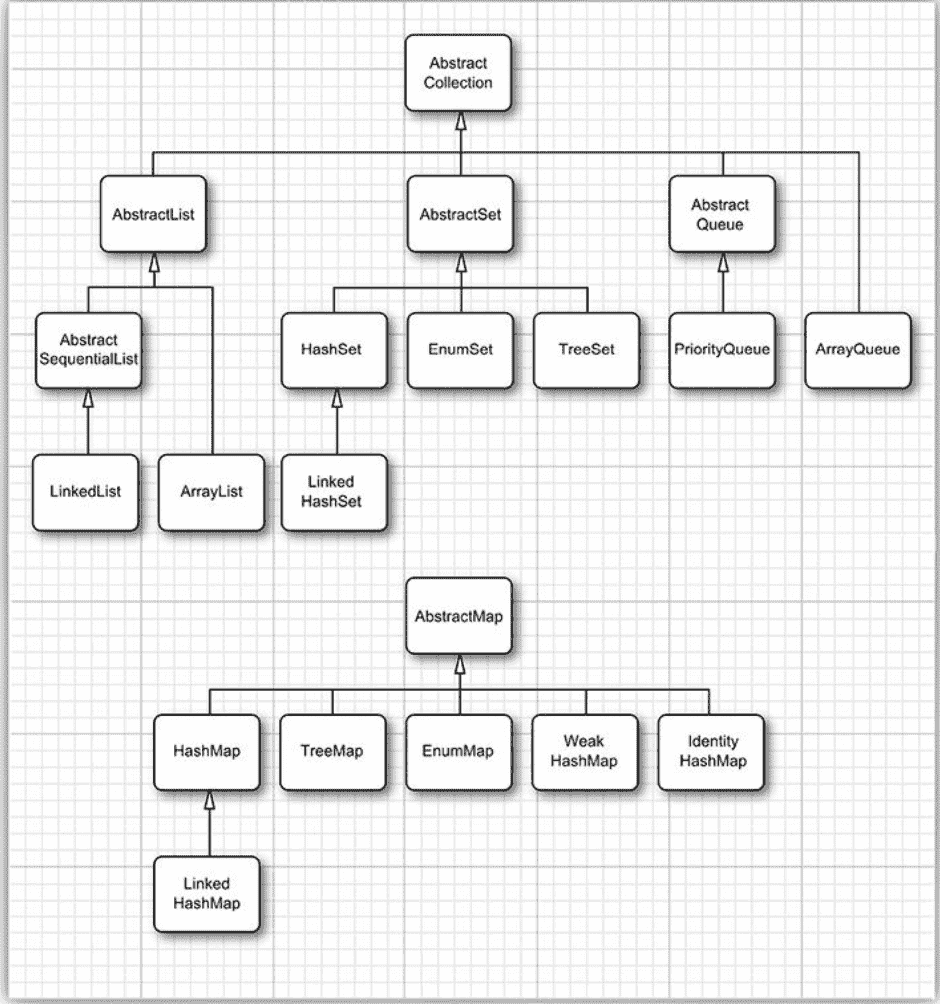 Abstract
Collection
AbstractList
AbstractSet
Abstract
Queue
Abstract
SequentialList
HashSet
EnumSet
TreeSet
PriorityQueue
ArrayQueue
LinkedList
ArrayList
Linked
HashSet
AbstractMap
HashMap
TreeMap
EnumMap
Weak
HashMap
Identity
HashMap
Linked
HashMap